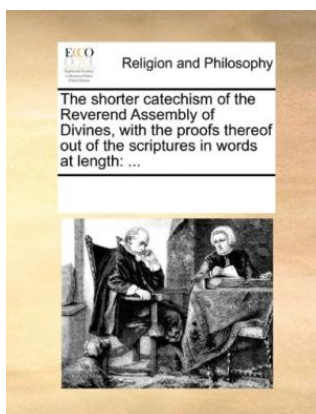 ECCO
Religion and Philosophy
The shorter catechism of the
Reverend Assembly of
Divines, with the proofs thereof
out of the scriptures in words
at length: ...